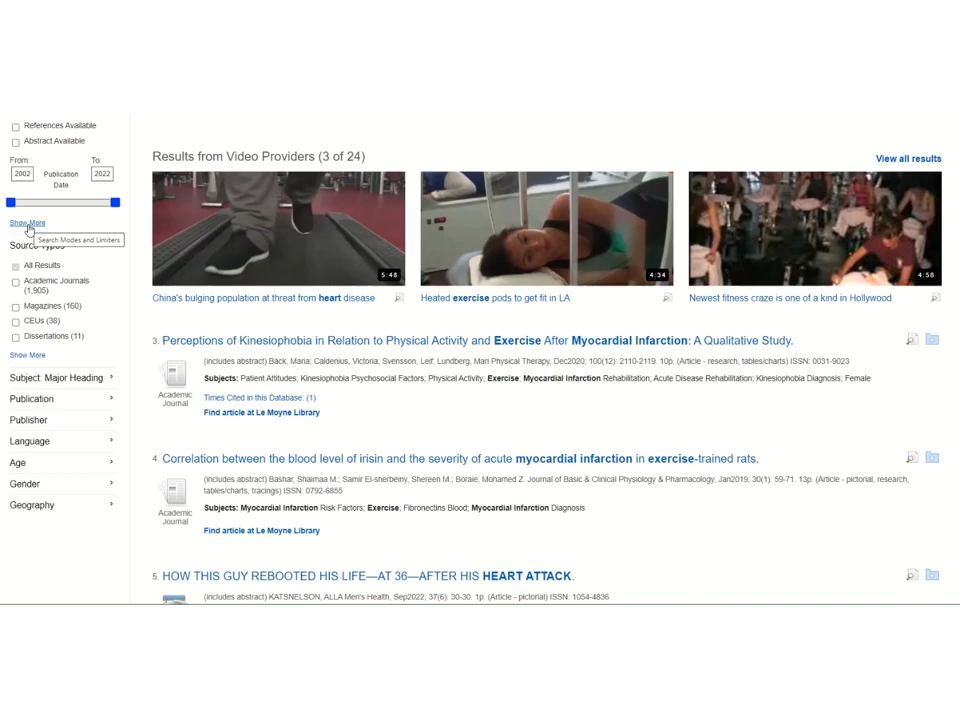 References Available
Abstract Available
From:
To:
2002
Publication
Date
2022
Show More
Search Modes and Limiters
All Results
Academic Journals
(1,905)
Magazines (160)
CEUs (38)
Dissertations (11)
Show More
Subject: Major Heading
Publication
Publisher
Language
Age
Gender
Geography
Results from Video Providers (3 of 24)
View all results
5:48
4:34
4:58
China's bulging population at threat from heart disease
Heated exercise pods to get fit in LA
Newest fitness craze is one of a kind in Hollywood
3. Perceptions of Kinesiophobia in Relation to Physical Activity and Exercise After Myocardial Infarction: A Qualitative Study.
(includes abstract) Bäck, Maria; Caldenius, Victoria; Svensson, Leif; Lundberg, Mari Physical Therapy, Dec2020; 100(12): 2110-2119. 10p. (Article - research, tables/charts) ISSN: 0031-9023
Subjects: Patient Attitudes; Kinesiophobia Psychosocial Factors; Physical Activity; Exercise; Myocardial Infarction Rehabilitation; Acute Disease Rehabilitation; Kinesiophobia Diagnosis; Female
Academic
Journal
Times Cited in this Database: (1)
Find article at Le Moyne Library
4. Correlation between the blood level of irisin and the severity of acute myocardial infarction in exercise-trained rats.
(includes abstract) Bashar, Shaimaa M.; Samir El-sherbeiny, Shereen M.; Boraie, Mohamed Z. Journal of Basic & Clinical Physiology & Pharmacology, Jan2019; 30(1): 59-71. 13p. (Article - pictorial, research,
tables/charts, tracings) ISSN: 0792-6855
Subjects: Myocardial Infarction Risk Factors; Exercise; Fibronectins Blood; Myocardial Infarction Diagnosis
Academic
Journal
Find article at Le Moyne Library
5. HOW THIS GUY REBOOTED HIS LIFE—AT 36—AFTER HIS HEART ATTACK.
(includes abstract) KATSNELSON, ALLA Men's Health, Sep2022; 37(6): 30-30. 1p. (Article - pictorial) ISSN: 1054-4836